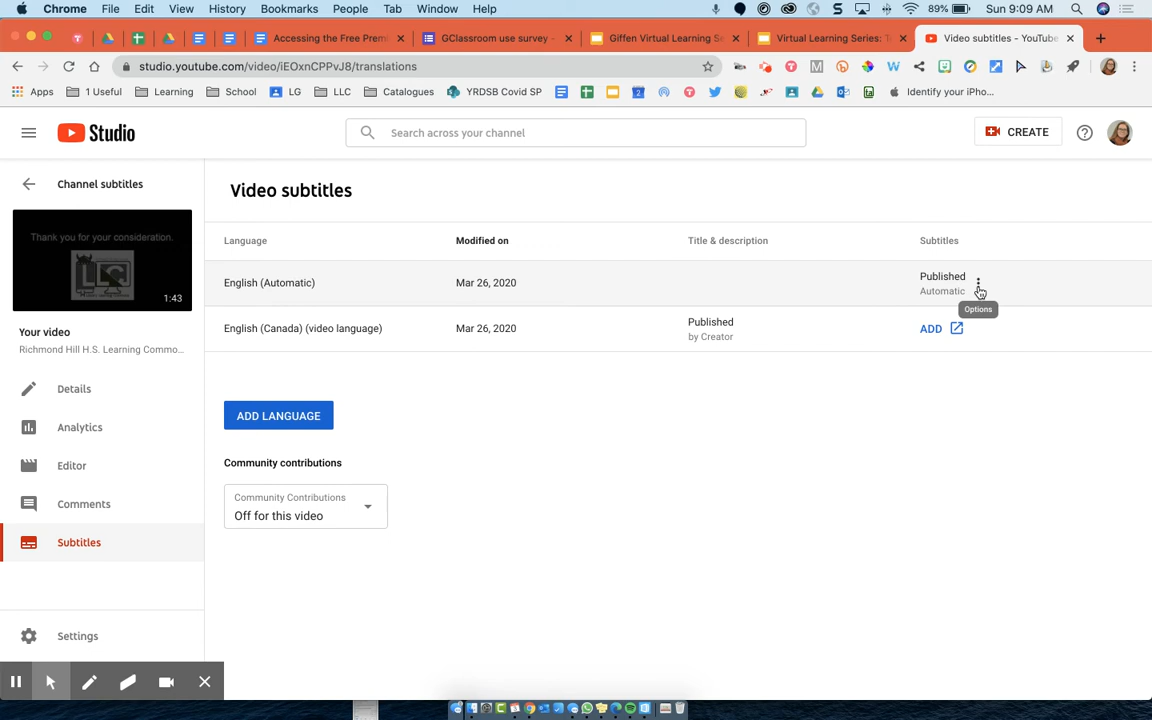 Chrome File Edit View History Bookmarks People Tab Window Help 89% Sun 9:09 AM
Accessing the Free Premi GClassroom use survey - Giffen Virtual Learning Se Virtual Learning Series: T Video subtitles - YouTube
studio.youtube.com/video/iEOxnCPPvJ8/translations
Apps 1 Useful Learning School LG LLC Catalogues YRDSB Covid SP Identify your iPho...
Studio Search across your channel CREATE
Channel subtitles
Video subtitles
Thank you for your consideration.
LC
1:43
Language Modified on Title & description Subtitles
English (Automatic) Mar 26, 2020 Published
Automatic
Options
English (Canada) (video language) Mar 26, 2020 Published ADD
by Creator
Your video
Richmond Hill H.S. Learning Commo...
Details
Analytics
Editor
Comments
Subtitles
Settings
ADD LANGUAGE
Community contributions
Community Contributions
Off for this video